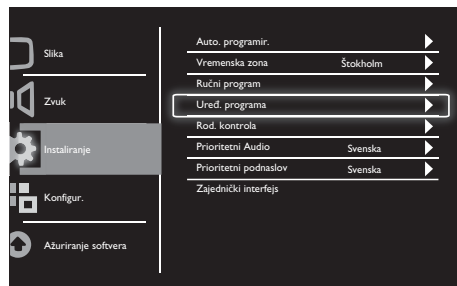 Slika
Zvuk
Instaliranje
Konfigur.
Ažuriranje softvera
Auto. programir.
Vremenska zona Štokholm
Ručni program
Uređ. programa
Rod. kontrola
Prioritetni Audio Svenska
Prioritetni podnaslov Svenska
Zajednički interfejs